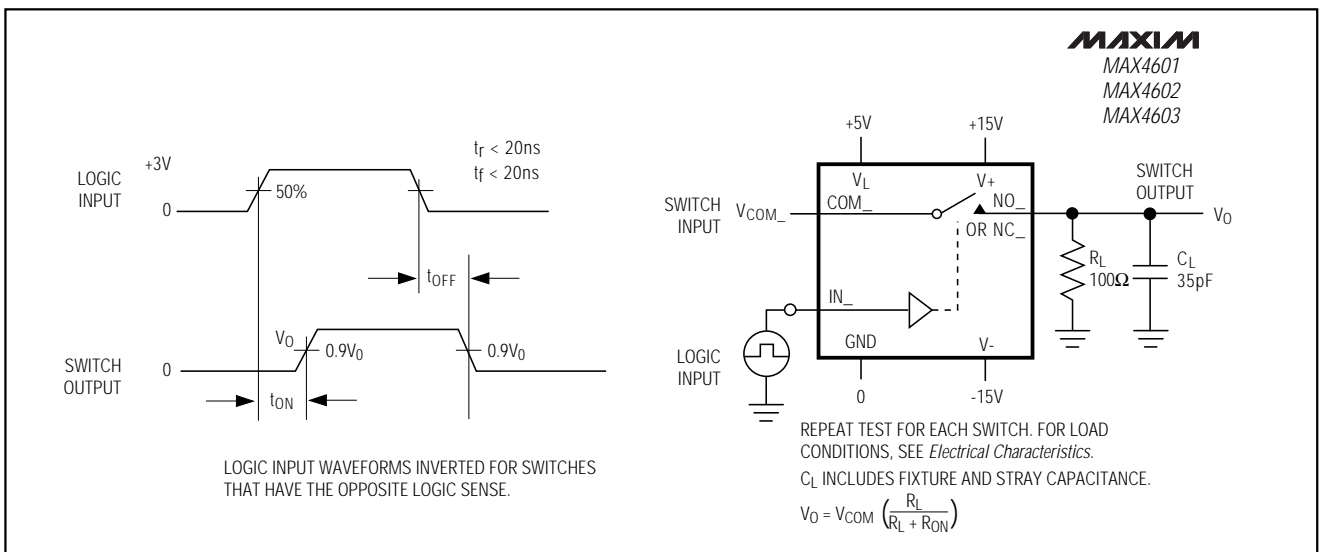 MAXIM
MAX4601
MAX4602
MAX4603
LOGIC
INPUT
+3V
0
50%
tr < 20ns
tf < 20ns
tOFF
SWITCH
OUTPUT
VO
0
0.9V0
0.9V0
tON
LOGIC INPUT WAVEFORMS INVERTED FOR SWITCHES
THAT HAVE THE OPPOSITE LOGIC SENSE.
+5V
+15V
VL
V+
SWITCH
INPUT
VCOM_
COM_
NO_
OR NC_
SWITCH
OUTPUT
VO
RL
100Ω
CL
35pF
IN_
LOGIC
INPUT
GND
V-
0
-15V
REPEAT TEST FOR EACH SWITCH. FOR LOAD
CONDITIONS, SEE Electrical Characteristics.
CL INCLUDES FIXTURE AND STRAY CAPACITANCE.
VO = VCOM (RL / RL + RON)